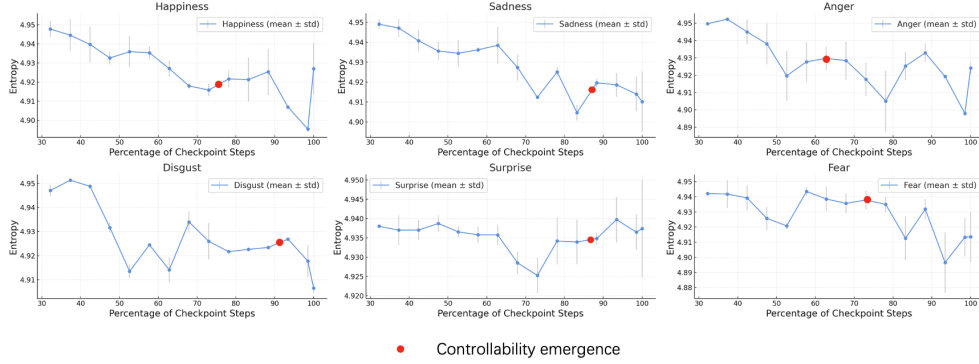 Happiness
Entropy
4.95
4.94
4.93
4.92
4.91
4.90
Happiness (mean ± std)
30 40 50 60 70 80 90 100
Percentage of Checkpoint Steps
Sadness
Entropy
4.95
4.94
4.93
4.92
4.91
4.90
Sadness (mean ± std)
30 40 50 60 70 80 90 100
Percentage of Checkpoint Steps
Anger
Entropy
4.95
4.94
4.93
4.92
4.91
4.90
4.89
Anger (mean ± std)
30 40 50 60 70 80 90 100
Percentage of Checkpoint Steps
Disgust
Entropy
4.95
4.94
4.93
4.92
4.91
Disgust (mean ± std)
30 40 50 60 70 80 90 100
Percentage of Checkpoint Steps
Surprise
Entropy
4.950
4.945
4.940
4.935
4.930
4.925
4.920
Surprise (mean ± std)
30 40 50 60 70 80 90 100
Percentage of Checkpoint Steps
Fear
Entropy
4.95
4.94
4.93
4.92
4.91
4.90
4.89
4.88
Fear (mean ± std)
30 40 50 60 70 80 90 100
Percentage of Checkpoint Steps
Controllability emergence